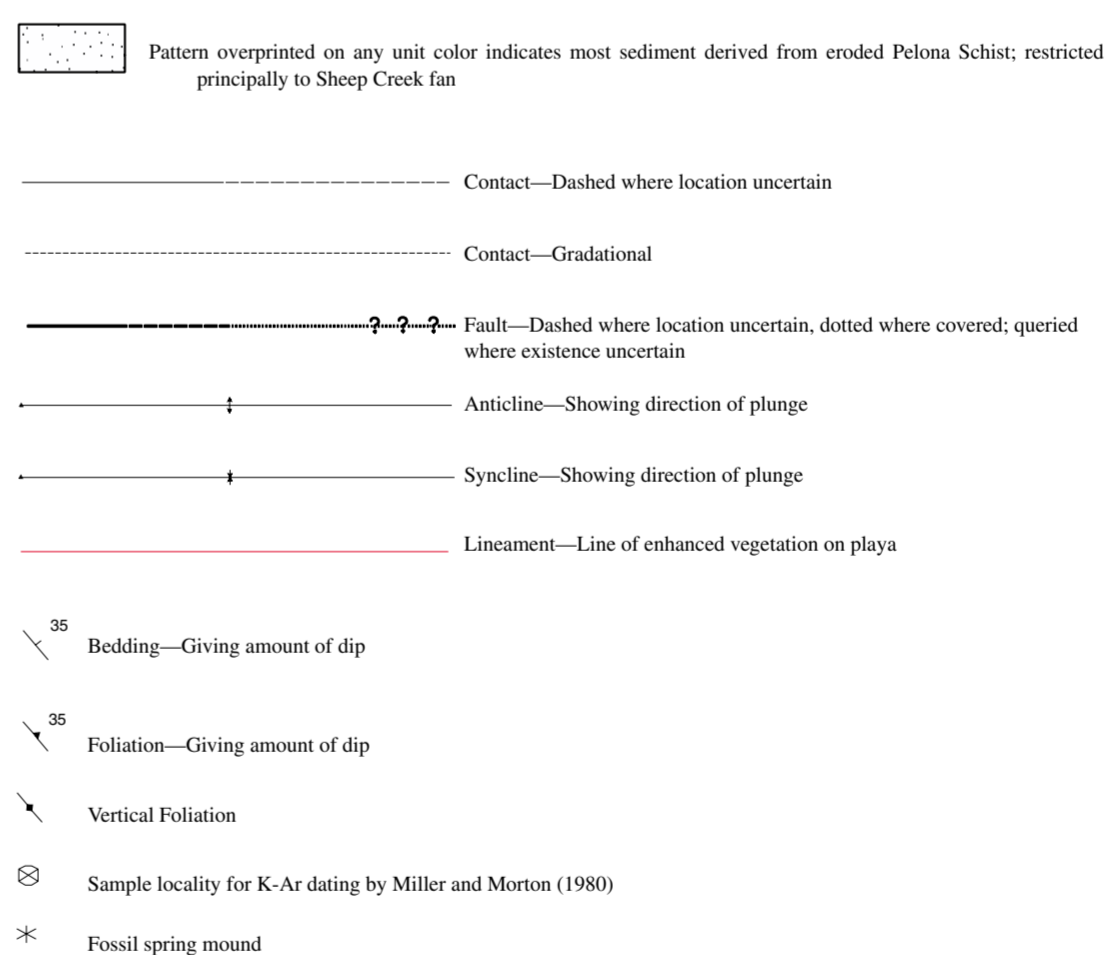 Pattern overprinted on any unit color indicates most sediment derived from eroded Pelona Schist; restricted
principally to Sheep Creek fan
Contact—Dashed where location uncertain
Contact—Gradational
? ? ?
Fault—Dashed where location uncertain, dotted where covered; queried
where existence uncertain
Anticline—Showing direction of plunge
Syncline—Showing direction of plunge
Lineament—Line of enhanced vegetation on playa
35
Bedding—Giving amount of dip
35
Foliation—Giving amount of dip
Vertical Foliation
Sample locality for K-Ar dating by Miller and Morton (1980)
Fossil spring mound